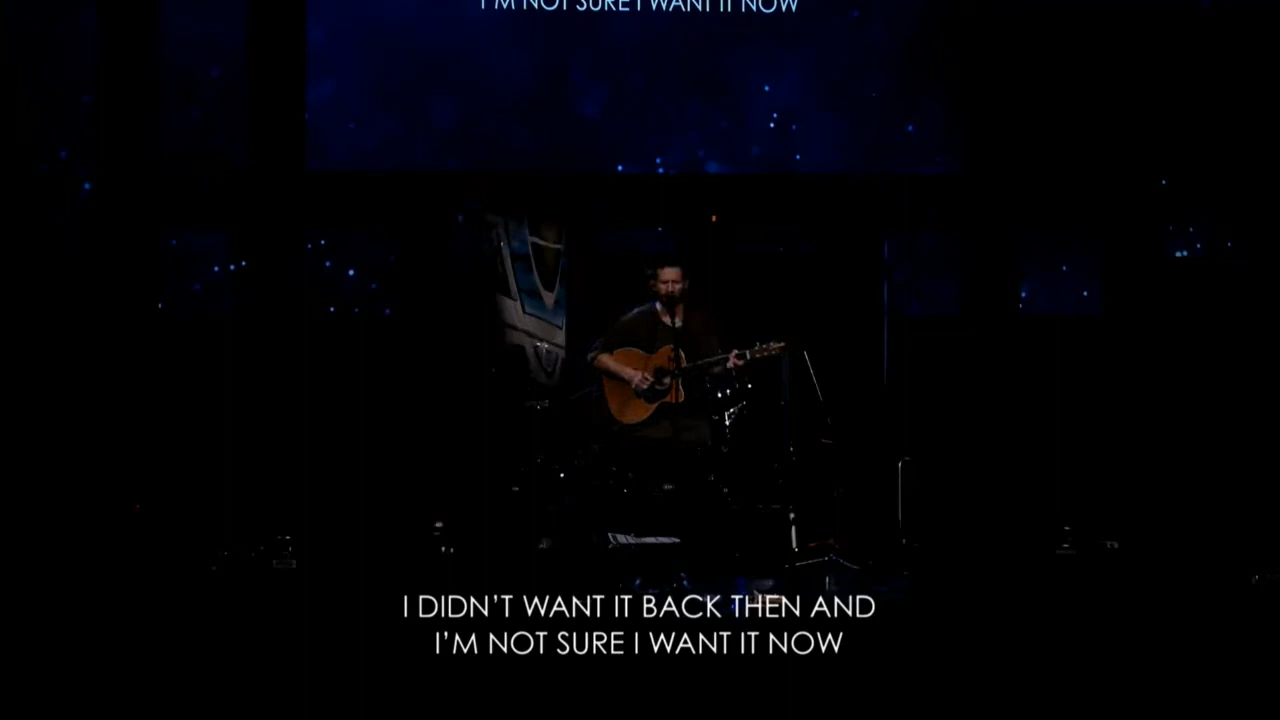 I'M NOT SURE I WANT IT NOW
I DIDN'T WANT IT BACK THEN AND
I'M NOT SURE I WANT IT NOW